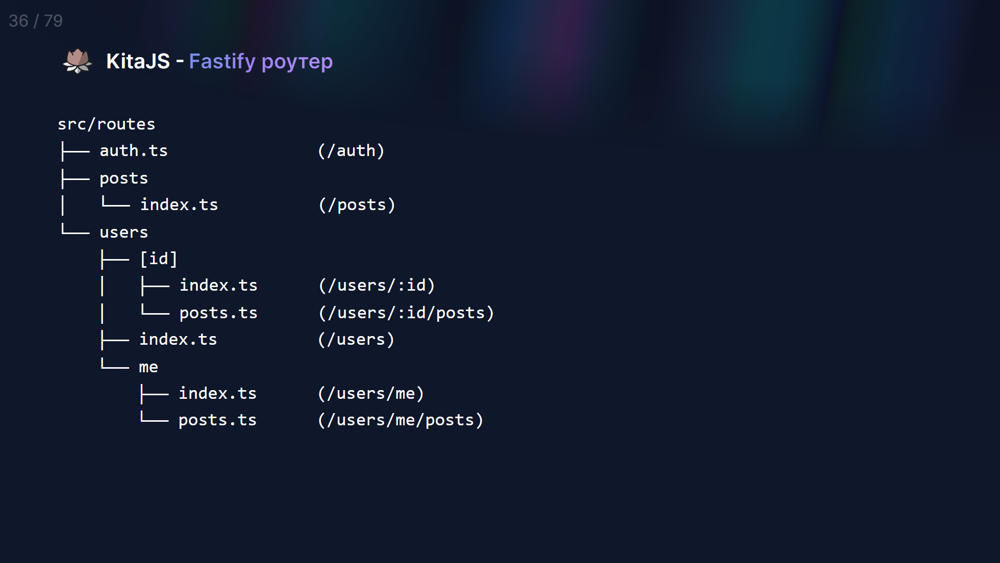 36 / 79
KitaJS - Fastify роутер
src/routes
├── auth.ts               (/auth)
├── posts
│   └── index.ts          (/posts)
└── users
    ├── [id]
    │   ├── index.ts      (/users/:id)
    │   └── posts.ts      (/users/:id/posts)
    ├── index.ts          (/users)
    └── me
        ├── index.ts      (/users/me)
        └── posts.ts      (/users/me/posts)